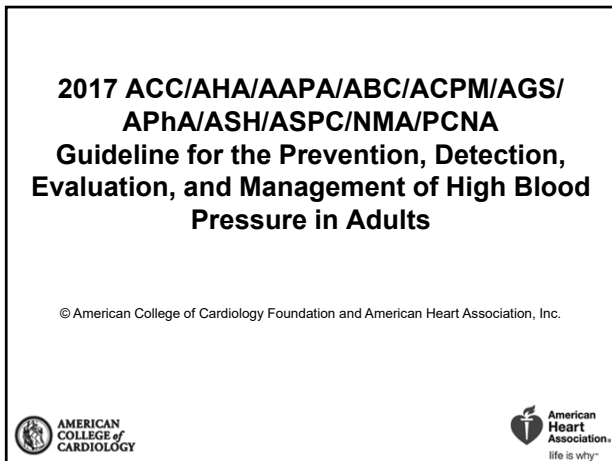 2017 ACC/AHA/AAPA/ABC/ACPM/AGS/
APhA/ASH/ASPC/NMA/PCNA
Guideline for the Prevention, Detection,
Evaluation, and Management of High Blood
Pressure in Adults
© American College of Cardiology Foundation and American Heart Association, Inc.
AMERICAN
COLLEGE of
CARDIOLOGY
American
Heart
Association®
life is why™